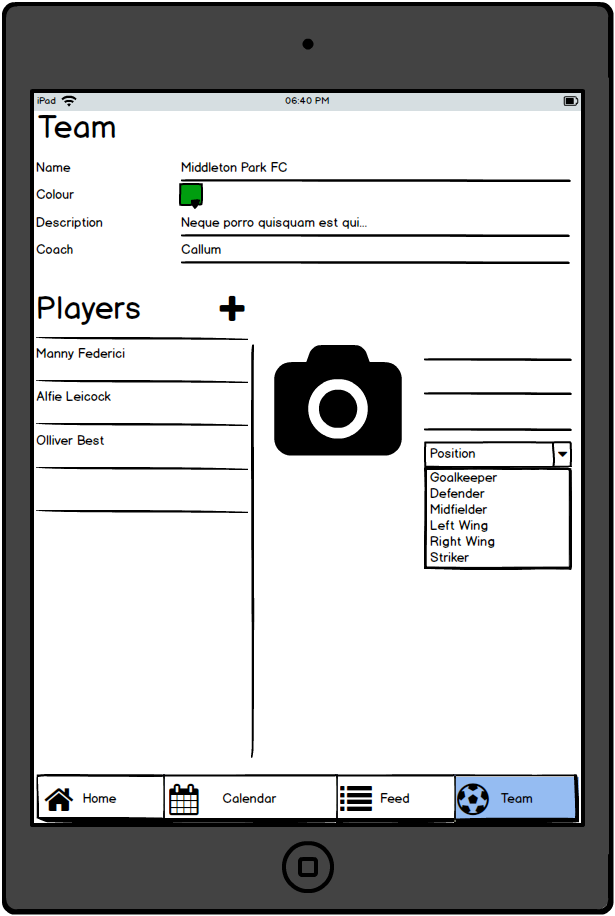 iPad 06:40 PM
Team
Name Middleton Park FC
Colour
Description Neque porro quisquam est qui...
Coach Callum
Players
Manny Federici
Alfie Leicock
Olliver Best
Position
Goalkeeper
Defender
Midfielder
Left Wing
Right Wing
Striker
Home Calendar Feed Team